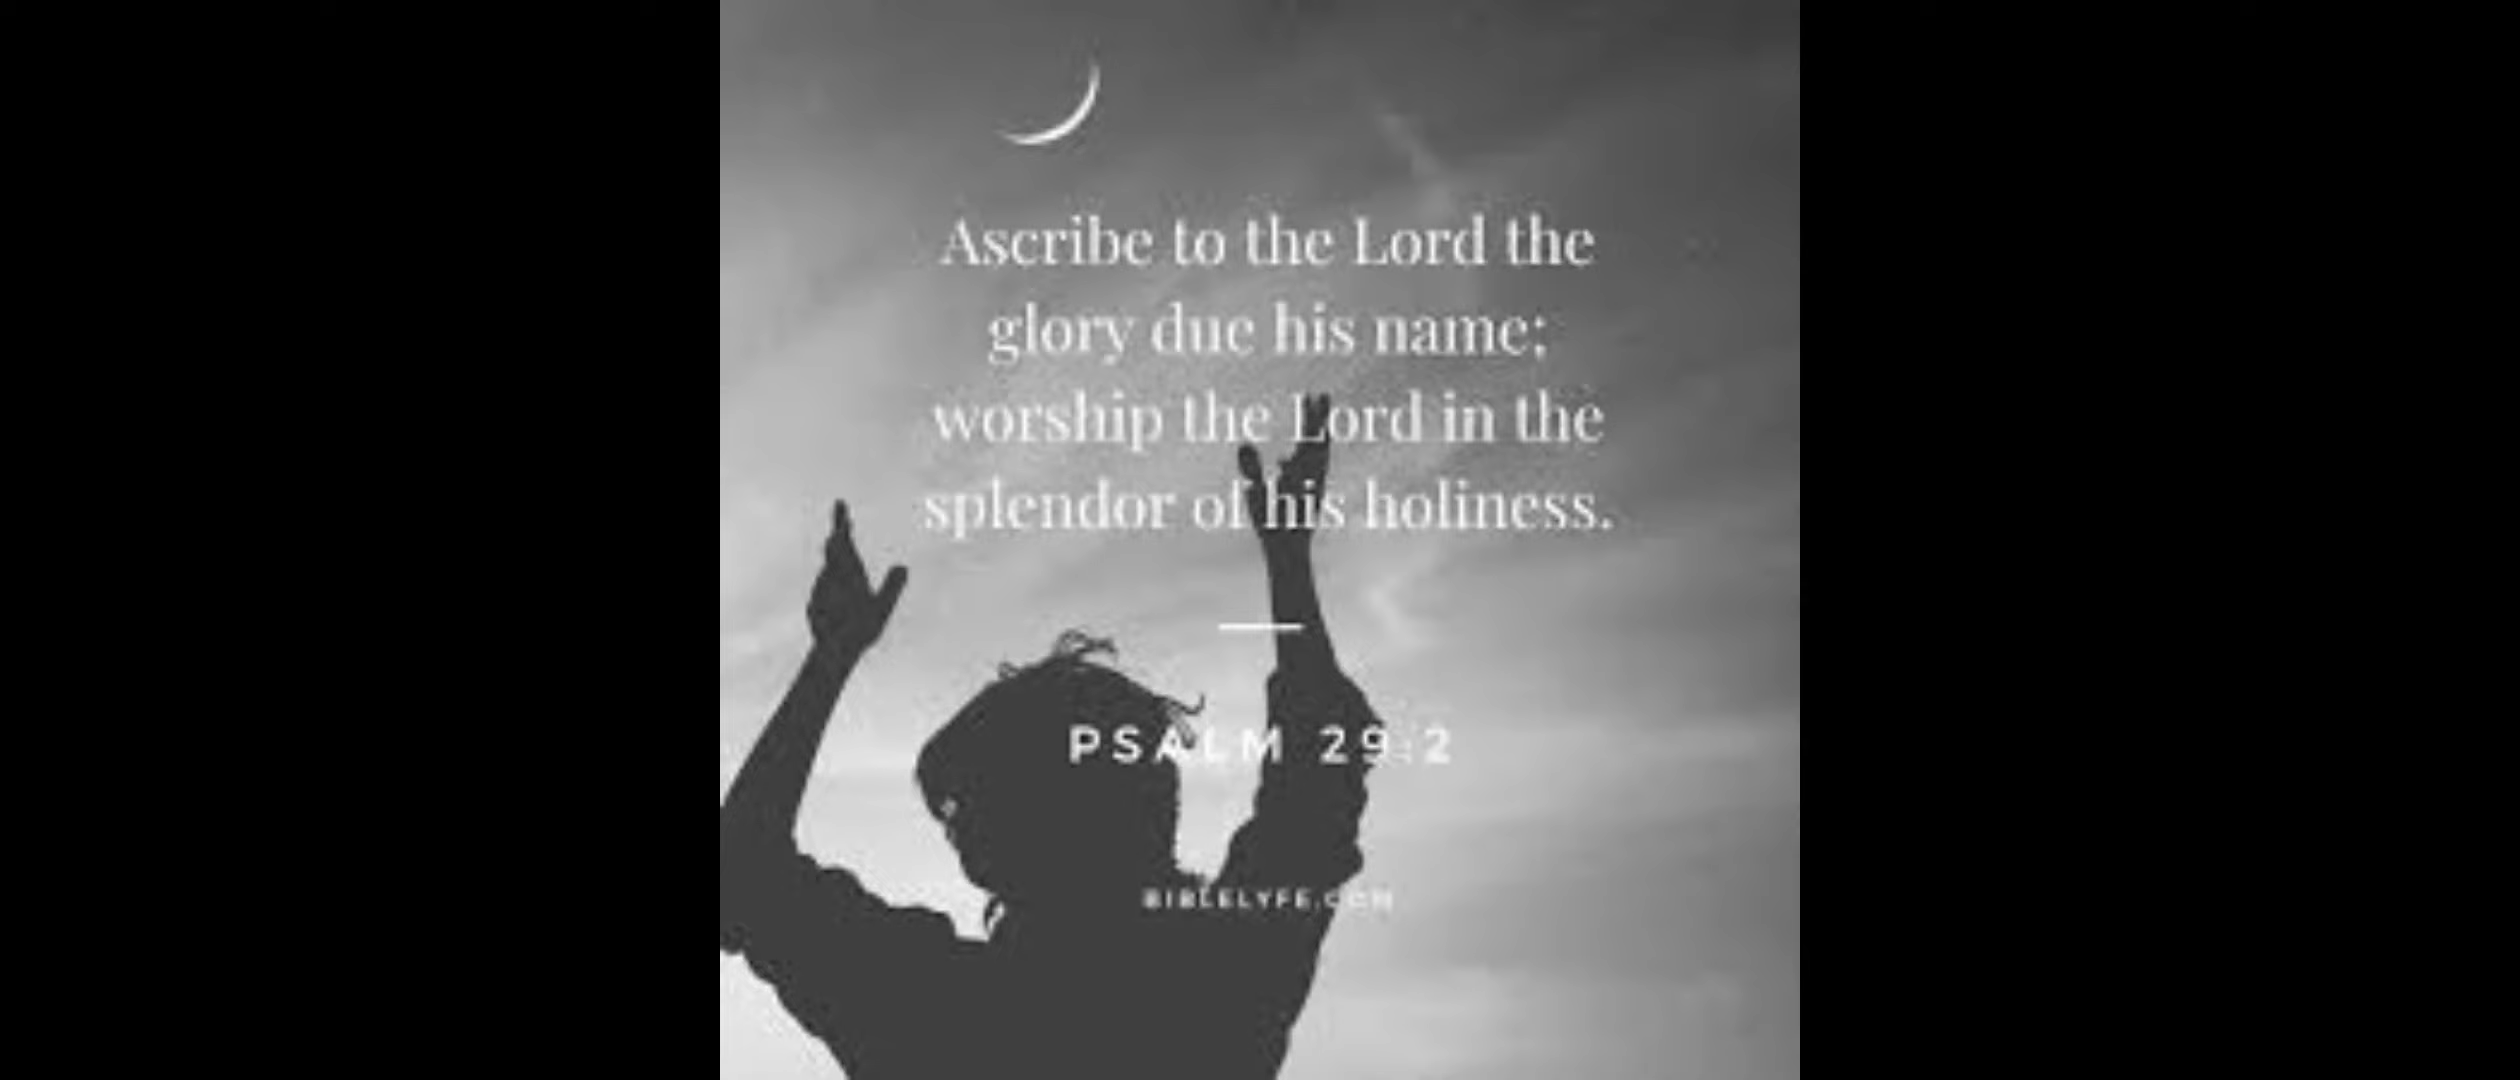 Ascribe to the Lord the
glory due his name;
worship the Lord in the
splendor of his holiness.
PSALM 29:2
BIBLELYFE.COM